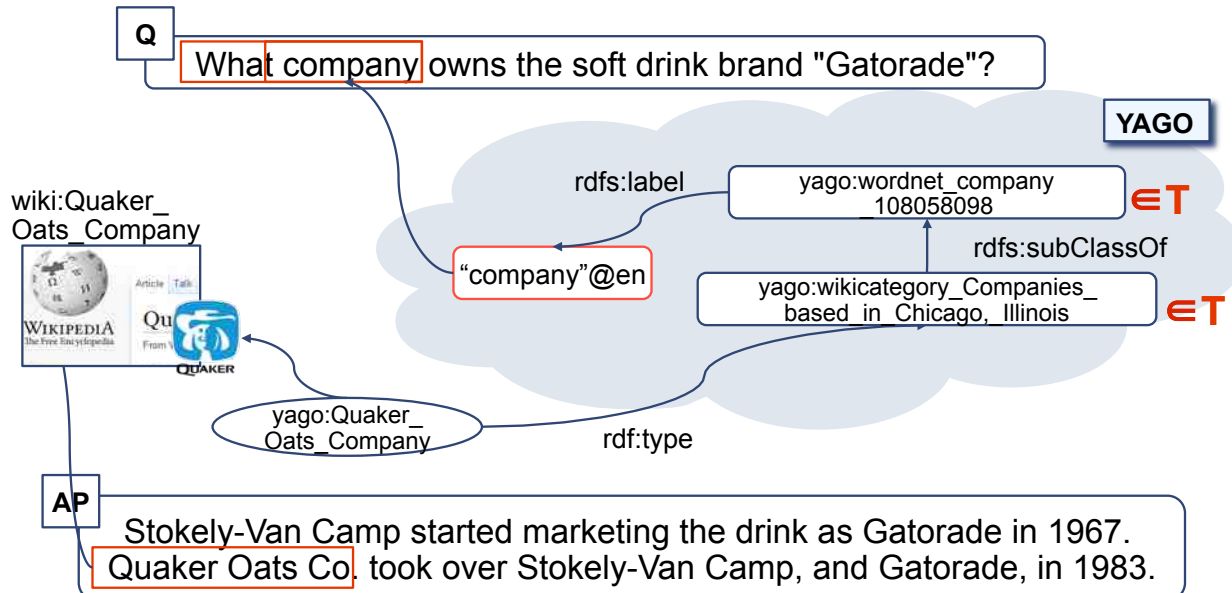 Q
What company owns the soft drink brand "Gatorade"?
YAGO
rdfs:label
yago:wordnet_company
_108058098
∈T
wiki:Quaker_
Oats_Company
rdfs:subClassOf
“company”@en
yago:wikicategory_Companies_
based_in_Chicago,_Illinois
∈T
Article Talk
Qu
WIKIPEDIA
The Free Encyclopedia
From
QUAKER
yago:Quaker_
Oats_Company
rdf:type
AP
Stokely-Van Camp started marketing the drink as Gatorade in 1967.
Quaker Oats Co. took over Stokely-Van Camp, and Gatorade, in 1983.